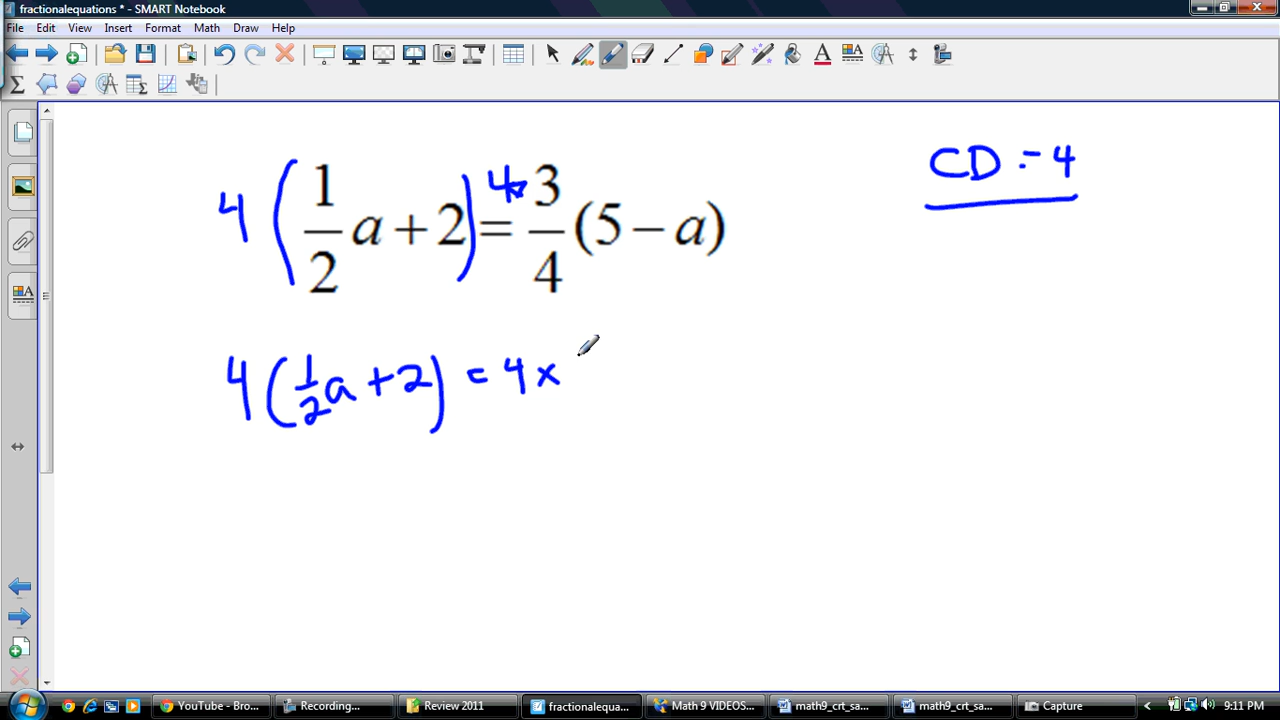 fractionalequations * - SMART Notebook
File Edit View Insert Format Math Draw Help
CD = 4
4 ( 1/2 a + 2 ) = 4 * 3/4 (5 − a)
4 ( 1/2 a + 2 ) = 4 x
YouTube - Bro... Recording... Review 2011 fractionalequa... Math 9 VIDEOS... math9_crt_sa... math9_crt_sa... Capture 9:11 PM